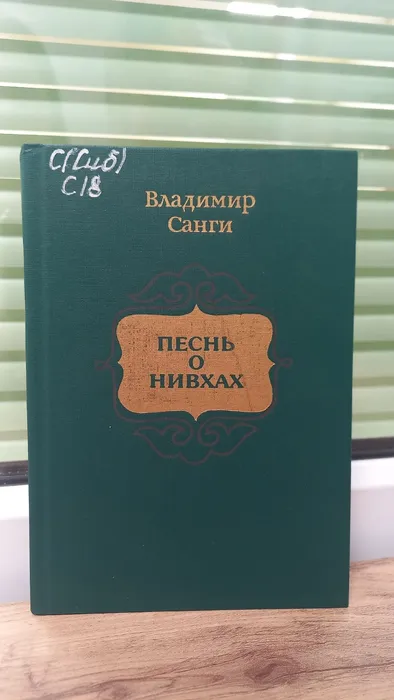 С(Сиб)
С18
Владимир
Санги
ПЕСНЬ
О
НИВХАХ